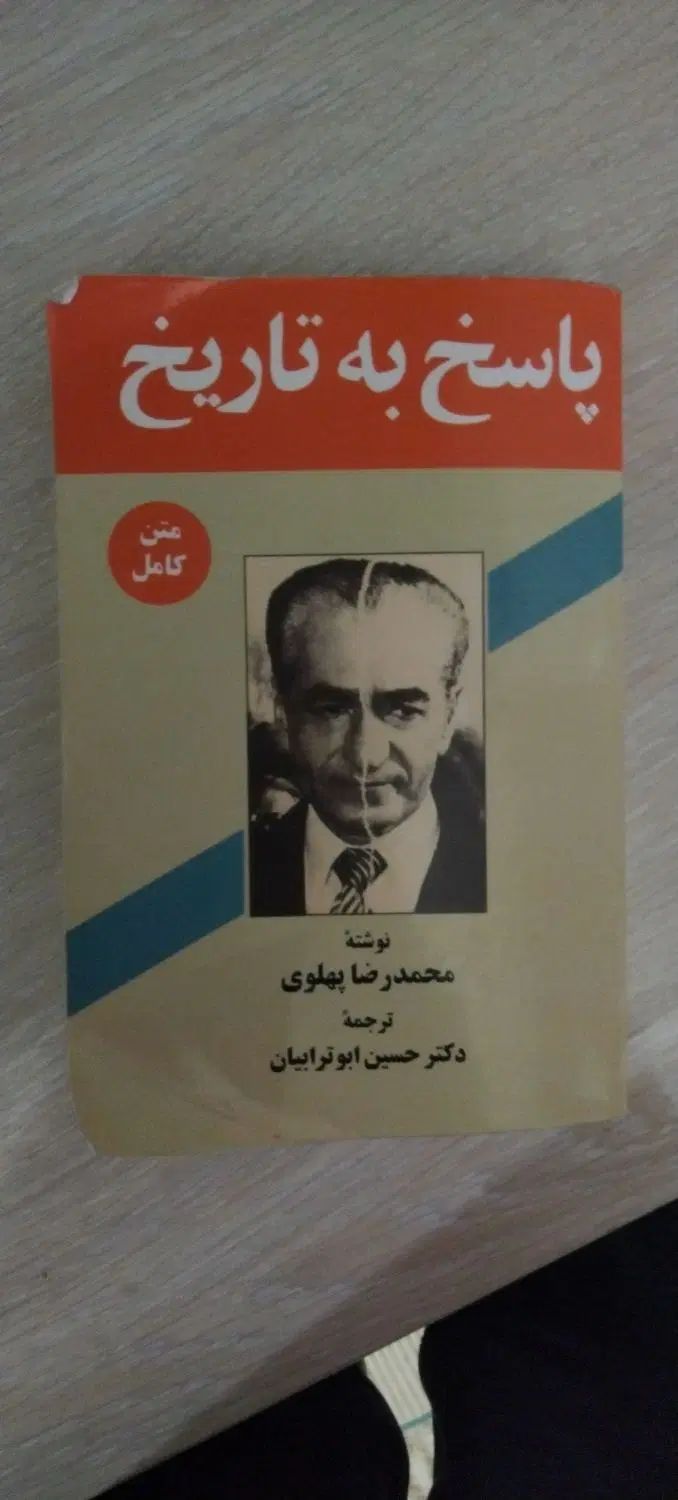 پاسخ به تاریخ
متن
کامل
نوشتهٔ
محمدرضا پهلوی
ترجمهٔ
دکتر حسین ابوترابیان